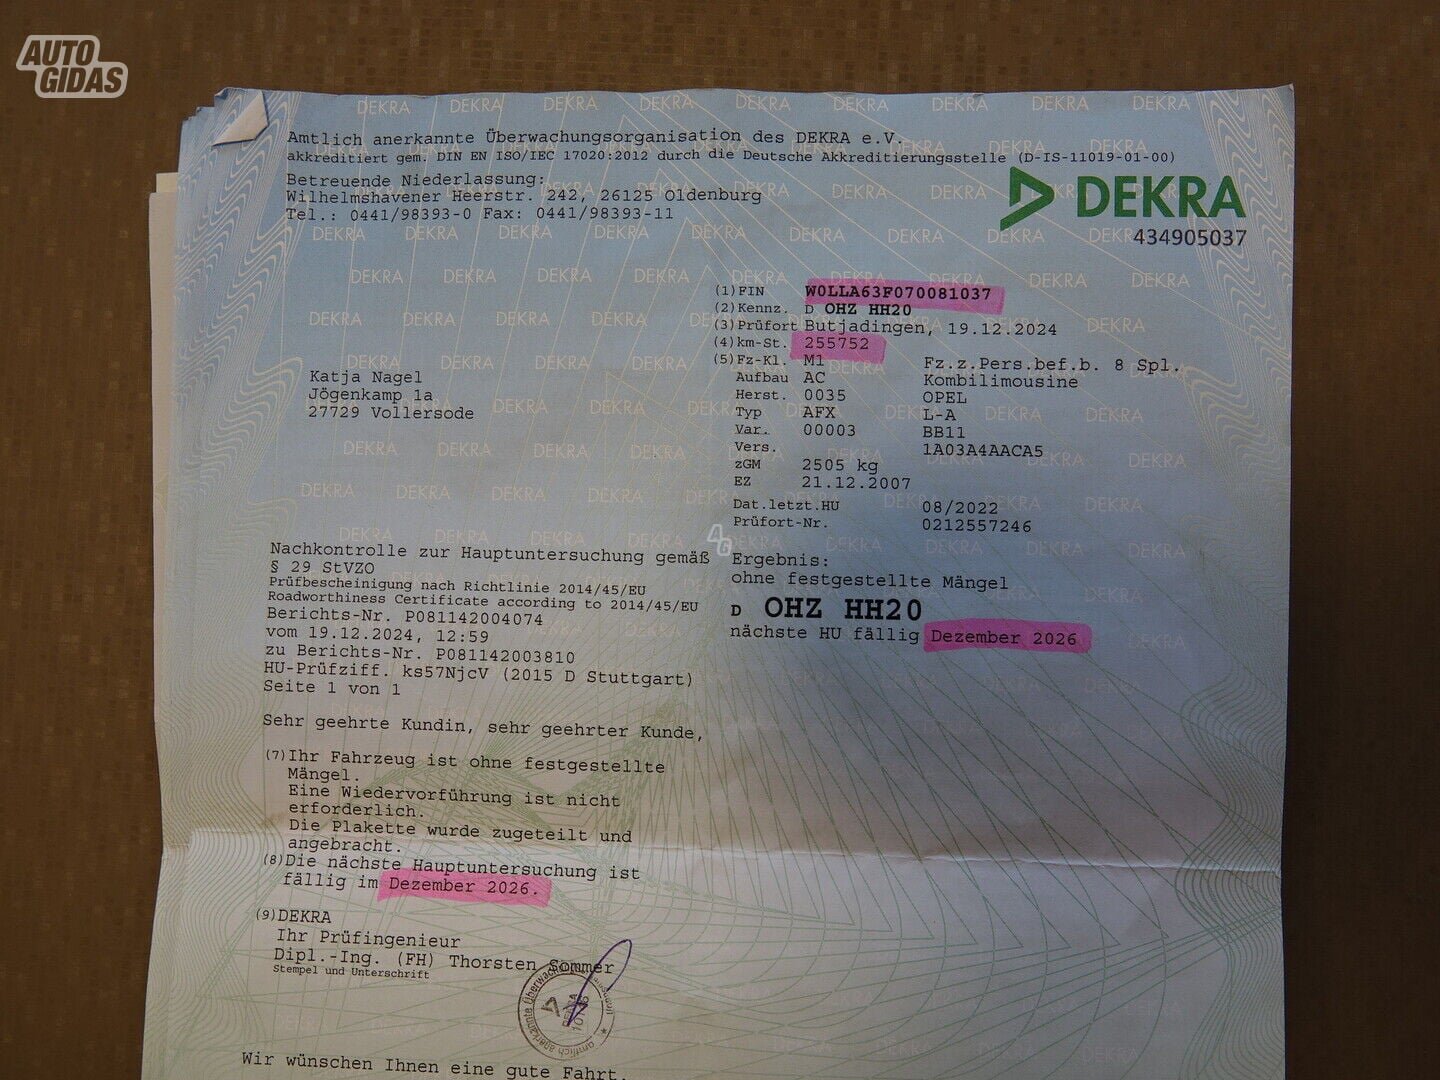 AUTO
GIDAS
Amtlich anerkannte Überwachungsorganisation des DEKRA e.V.
akkreditiert gem. DIN EN ISO/IEC 17020:2012 durch die Deutsche Akkreditierungsstelle (D-IS-11019-01-00)
Betreuende Niederlassung:
Wilhelmshavener Heerstr. 242, 26125 Oldenburg
Tel.: 0441/98393-0 Fax: 0441/98393-11
DEKRA
434905037
(1) FIN W0LLA63F070081037
(2) Kennz. D OHZ HH20
(3) Prüfort Butjadingen, 19.12.2024
(4) km-St. 255752
(5) Fz-Kl. M1 Fz.z.Pers.bef.b. 8 Spl.
Aufbau AC Kombilimousine
Herst. 0035 OPEL
Typ AFX L-A
Var. 00003 BB11
Vers. 1A03A4AACA5
zGM 2505 kg
EZ 21.12.2007
Dat.letzt.HU 08/2022
Prüfort-Nr. 0212557246
Katja Nagel
Jögenkamp 1a
27729 Vollersode
Nachkontrolle zur Hauptuntersuchung gemäß
§ 29 StVZO
Prüfbescheinigung nach Richtlinie 2014/45/EU
Roadworthiness Certificate according to 2014/45/EU
Berichts-Nr. P081142004074
vom 19.12.2024, 12:59
zu Berichts-Nr. P081142003810
HU-Prüfziff. ks57NjcV (2015 D Stuttgart)
Seite 1 von 1
Ergebnis:
ohne festgestellte Mängel
D OHZ HH20
nächste HU fällig Dezember 2026
Sehr geehrte Kundin, sehr geehrter Kunde,
(7) Ihr Fahrzeug ist ohne festgestellte
Mängel.
Eine Wiedervorführung ist nicht
erforderlich.
Die Plakette wurde zugeteilt und
angebracht.
(8) Die nächste Hauptuntersuchung ist
fällig im Dezember 2026.
(9) DEKRA
Ihr Prüfingenieur
Dipl.-Ing. (FH) Thorsten Sommer
Stempel und Unterschrift
Wir wünschen Ihnen eine gute Fahrt.